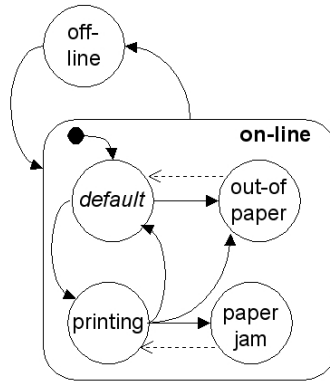 off-
line
on-line
default
out-of
paper
printing
paper
jam